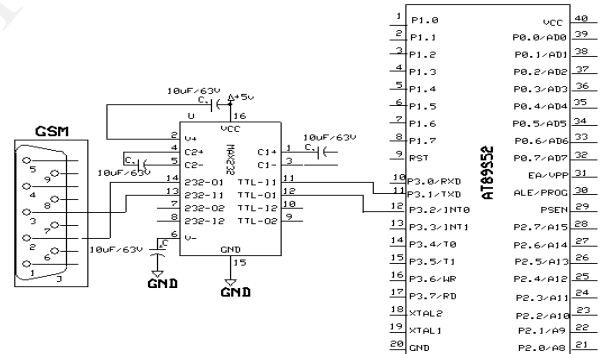 GSM
5
9
4
8
3
7
2
6
1
J
10uF/63V
C.
+5v
U
16
VCC
MAX232
2 V+
4 C2+
5 C2-
C.
10uF/63V
14 232-O1
13 232-I1
7 232-O2
8 232-I2
6 V-
10uF/63V
C
GND
C1+ 1
C1- 3
10uF/63V
C.
TTL-I1 11
TTL-O1 12
TTL-I2 10
TTL-O2 9
GND
15
GND
AT89S52
1 P1.0
2 P1.1
3 P1.2
4 P1.3
5 P1.4
6 P1.5
7 P1.6
8 P1.7
9 RST
10 P3.0/RXD
11 P3.1/TXD
12 P3.2/INT0
13 P3.3/INT1
14 P3.4/T0
15 P3.5/T1
16 P3.6/WR
17 P3.7/RD
18 XTAL2
19 XTAL1
20 GND
VCC 40
P0.0/AD0 39
P0.1/AD1 38
P0.2/AD2 37
P0.3/AD3 36
P0.4/AD4 35
P0.5/AD5 34
P0.6/AD6 33
P0.7/AD7 32
EA/VPP 31
ALE/PROG 30
PSEN 29
P2.7/A15 28
P2.6/A14 27
P2.5/A13 26
P2.4/A12 25
P2.3/A11 24
P2.2/A10 23
P2.1/A9 22
P2.0/A8 21